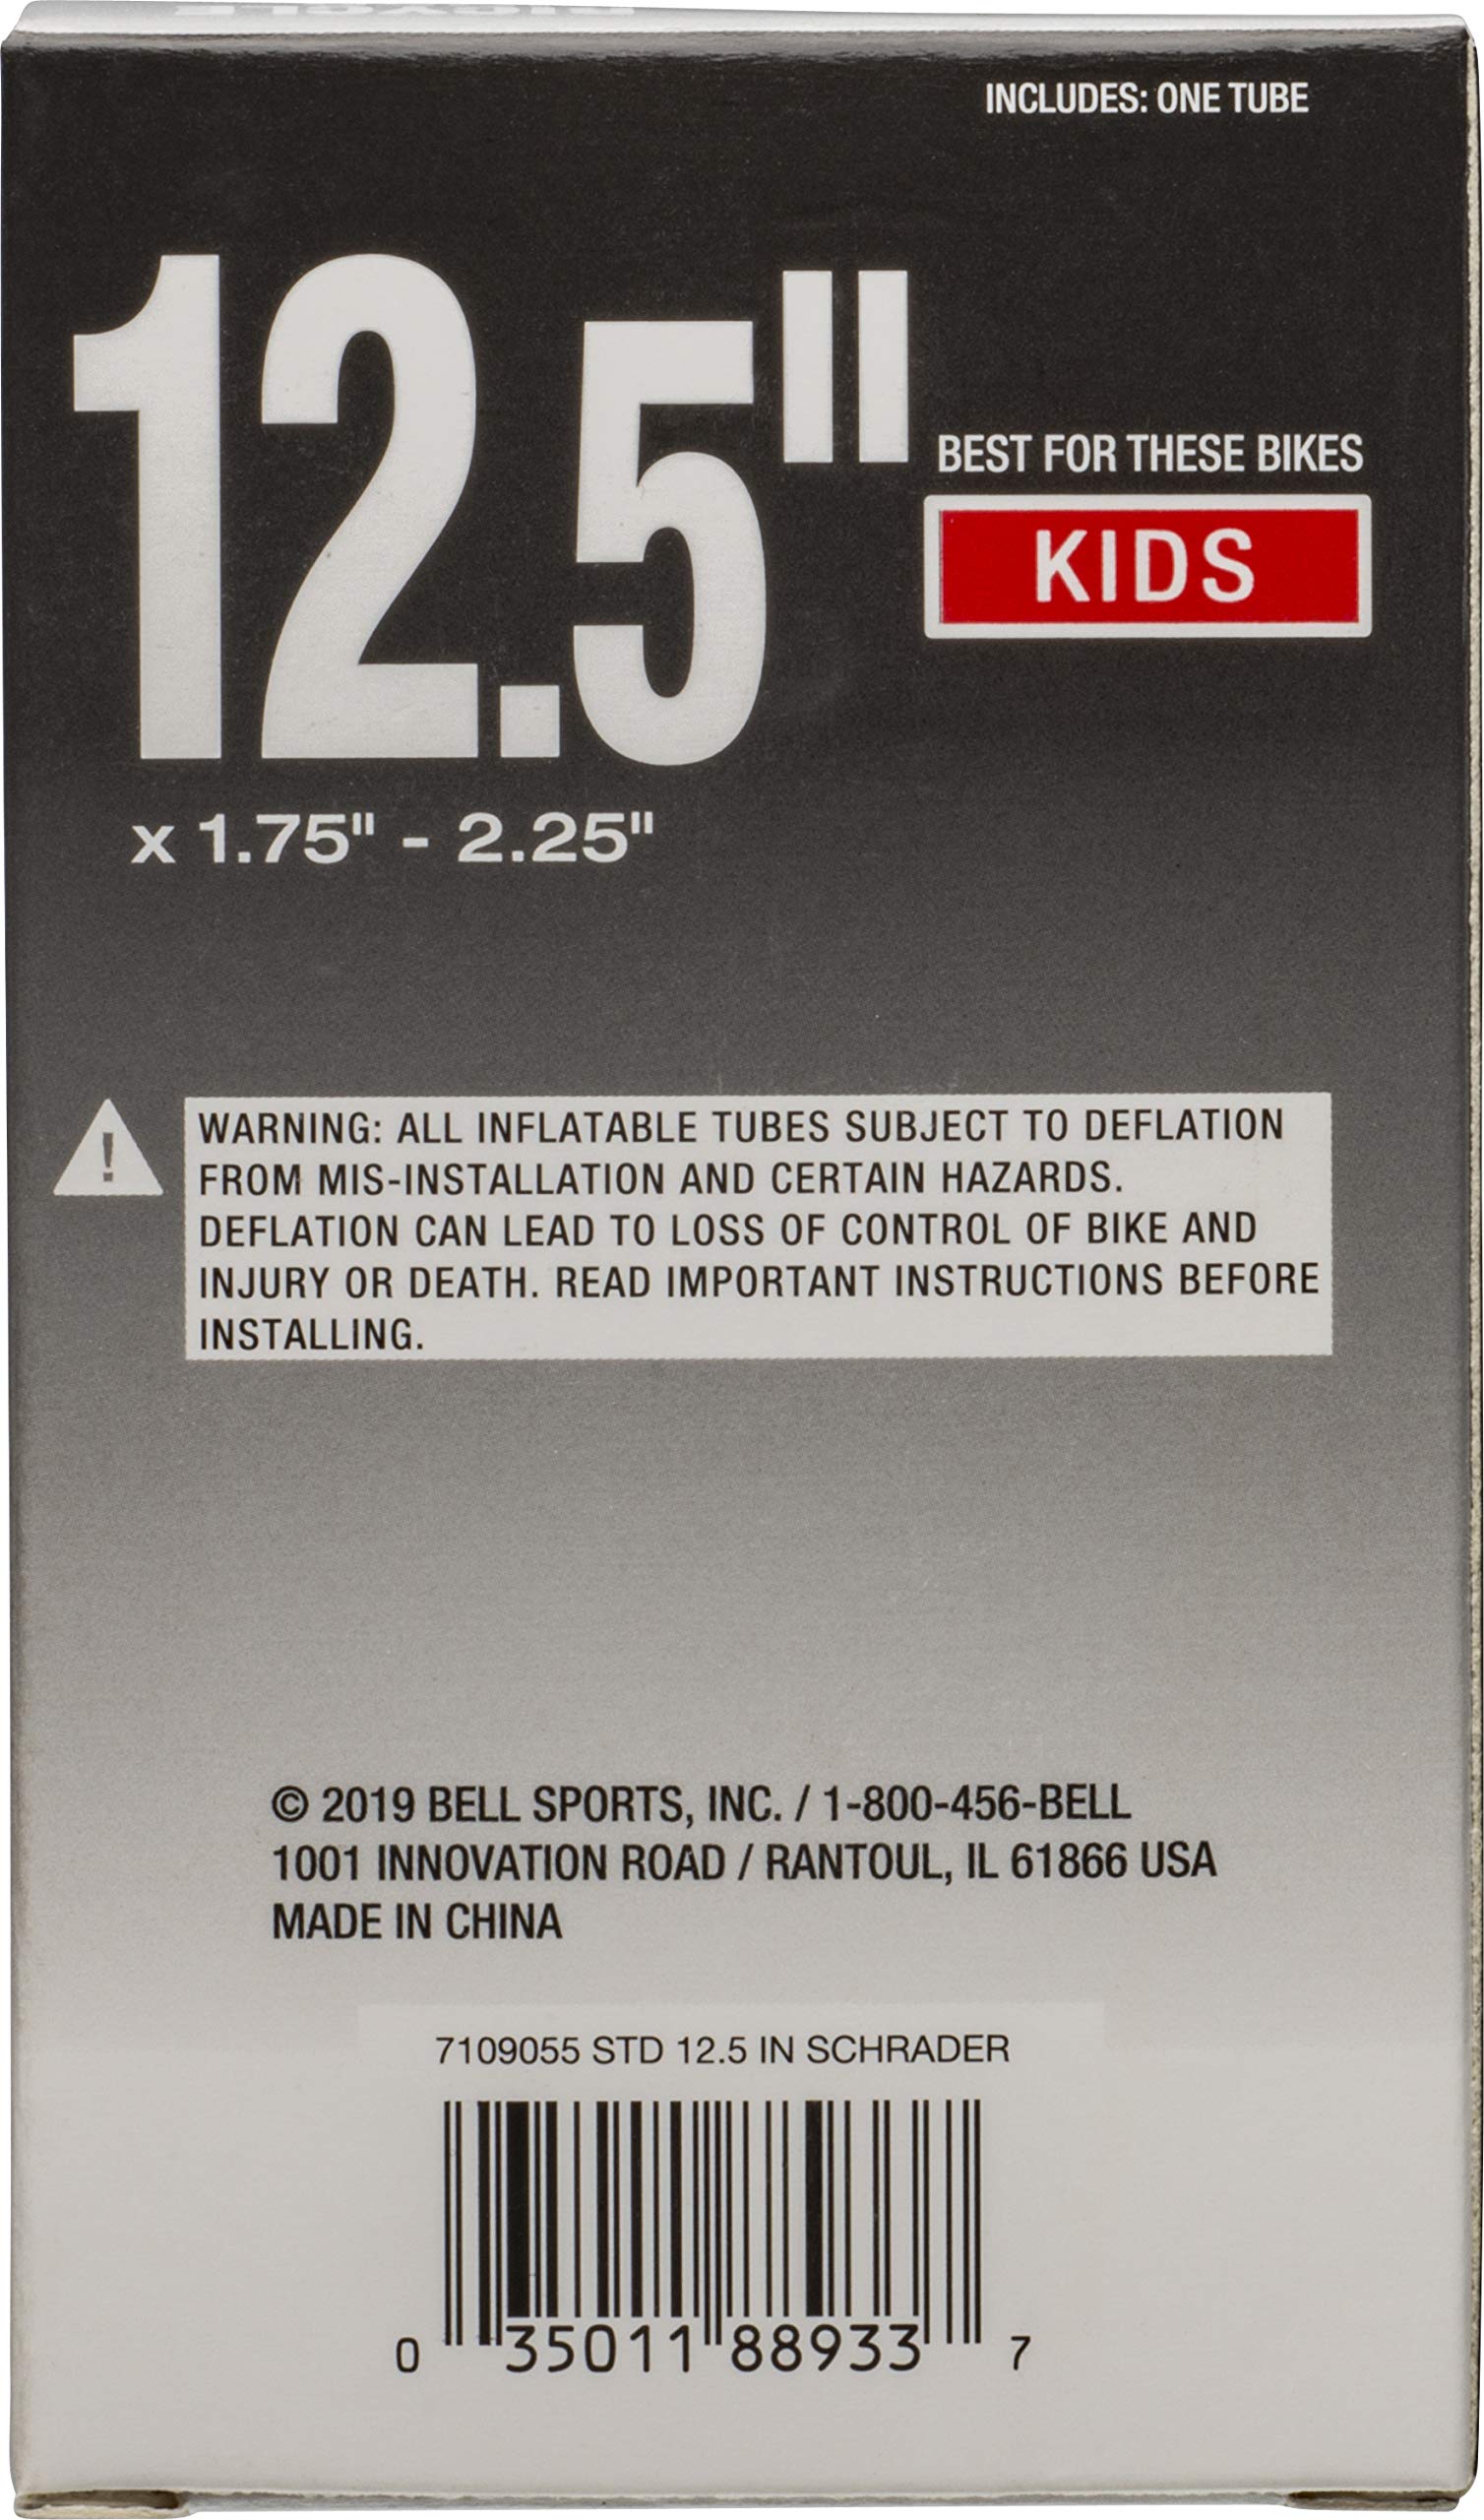 INCLUDES: ONE TUBE
12.5"
BEST FOR THESE BIKES
KIDS
x 1.75" - 2.25"
!
WARNING: ALL INFLATABLE TUBES SUBJECT TO DEFLATION
FROM MIS-INSTALLATION AND CERTAIN HAZARDS.
DEFLATION CAN LEAD TO LOSS OF CONTROL OF BIKE AND
INJURY OR DEATH. READ IMPORTANT INSTRUCTIONS BEFORE
INSTALLING.
© 2019 BELL SPORTS, INC. / 1-800-456-BELL
1001 INNOVATION ROAD / RANTOUL, IL 61866 USA
MADE IN CHINA
7109055 STD 12.5 IN SCHRADER
0 35011 88933 7